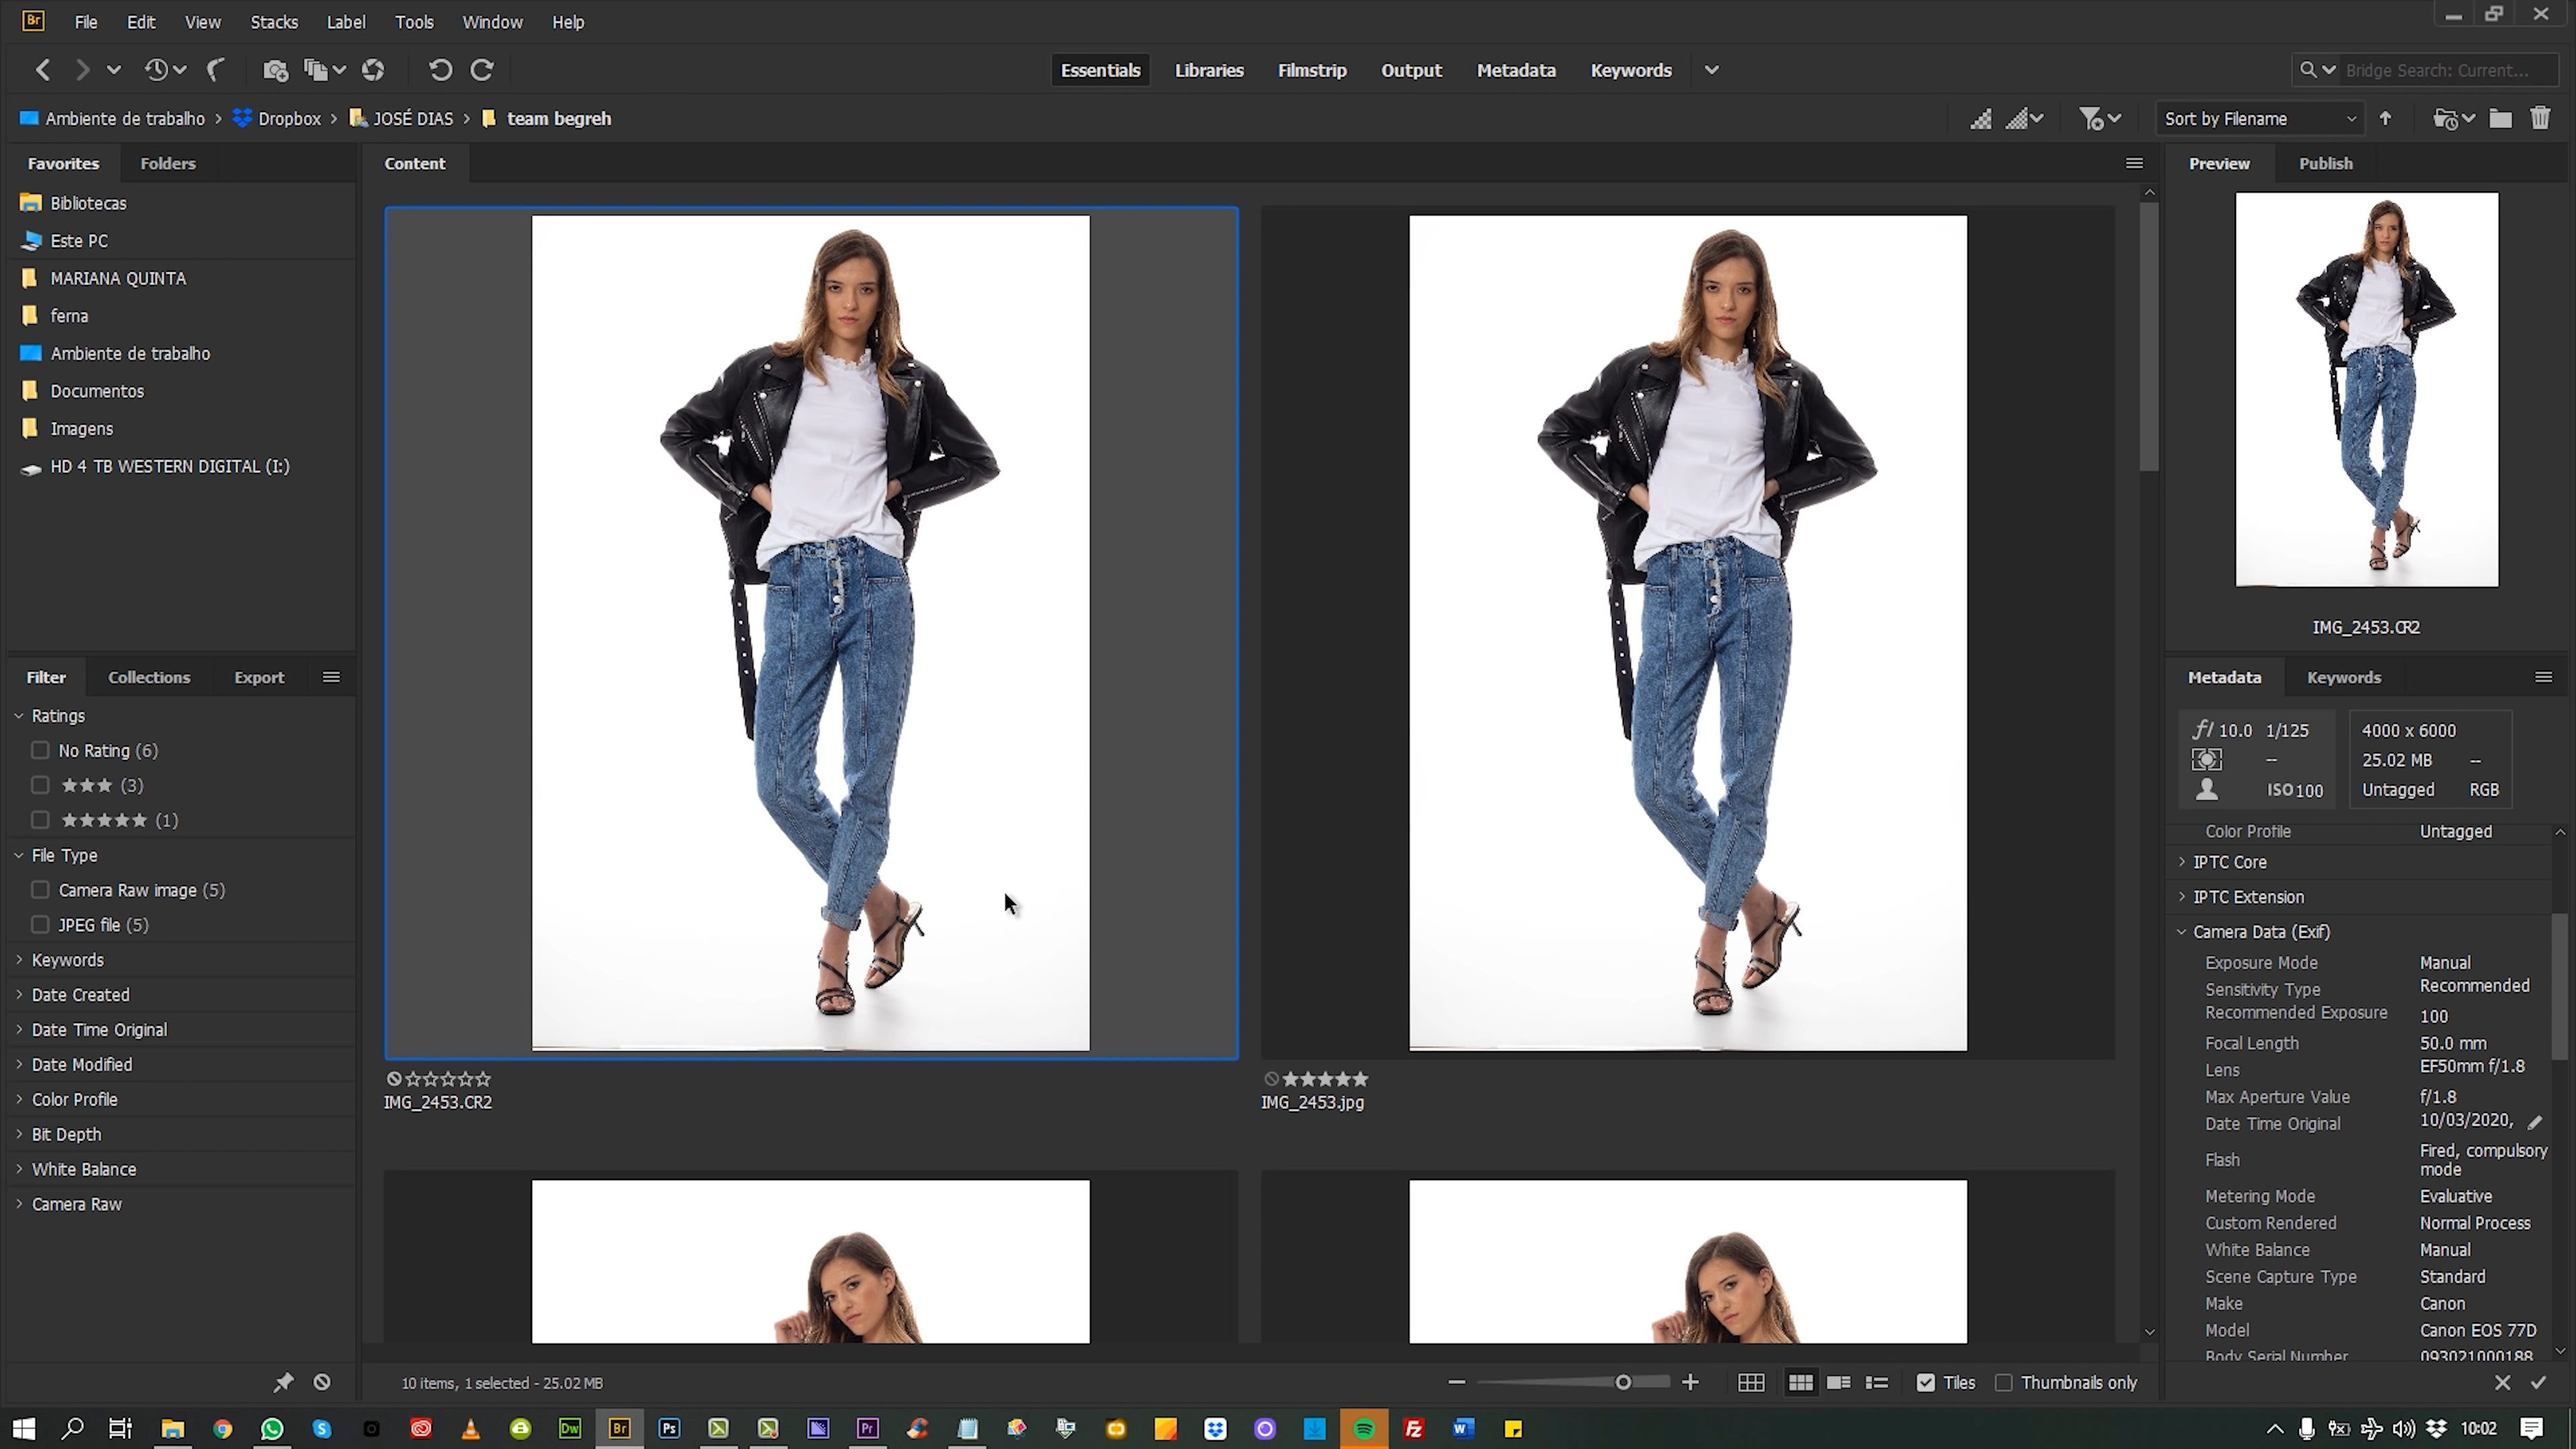 Br File Edit View Stacks Label Tools Window Help
Essentials Libraries Filmstrip Output Metadata Keywords
Bridge Search: Current...
Ambiente de trabalho > Dropbox > JOSÉ DIAS > team begreh
Sort by Filename
Favorites Folders
Bibliotecas
Este PC
MARIANA QUINTA
ferna
Ambiente de trabalho
Documentos
Imagens
HD 4 TB WESTERN DIGITAL (I:)
Filter Collections Export
Ratings
No Rating (6)
★★★ (3)
★★★★★ (1)
File Type
Camera Raw image (5)
JPEG file (5)
Keywords
Date Created
Date Time Original
Date Modified
Color Profile
Bit Depth
White Balance
Camera Raw
Content
IMG_2453.CR2
IMG_2453.jpg
10 items, 1 selected - 25.02 MB
Tiles
Thumbnails only
Preview Publish
IMG_2453.CR2
Metadata Keywords
f/ 10.0 1/125
--
ISO 100
4000 x 6000
25.02 MB --
Untagged RGB
Color Profile Untagged
IPTC Core
IPTC Extension
Camera Data (Exif)
Exposure Mode Manual
Sensitivity Type Recommended
Recommended Exposure 100
Focal Length 50.0 mm
Lens EF50mm f/1.8
Max Aperture Value f/1.8
Date Time Original 10/03/2020,
Flash Fired, compulsory
mode
Metering Mode Evaluative
Custom Rendered Normal Process
White Balance Manual
Scene Capture Type Standard
Make Canon
Model Canon EOS 77D
Body Serial Number 093021000188
Dw Br Ps Pr Fz W
10:02